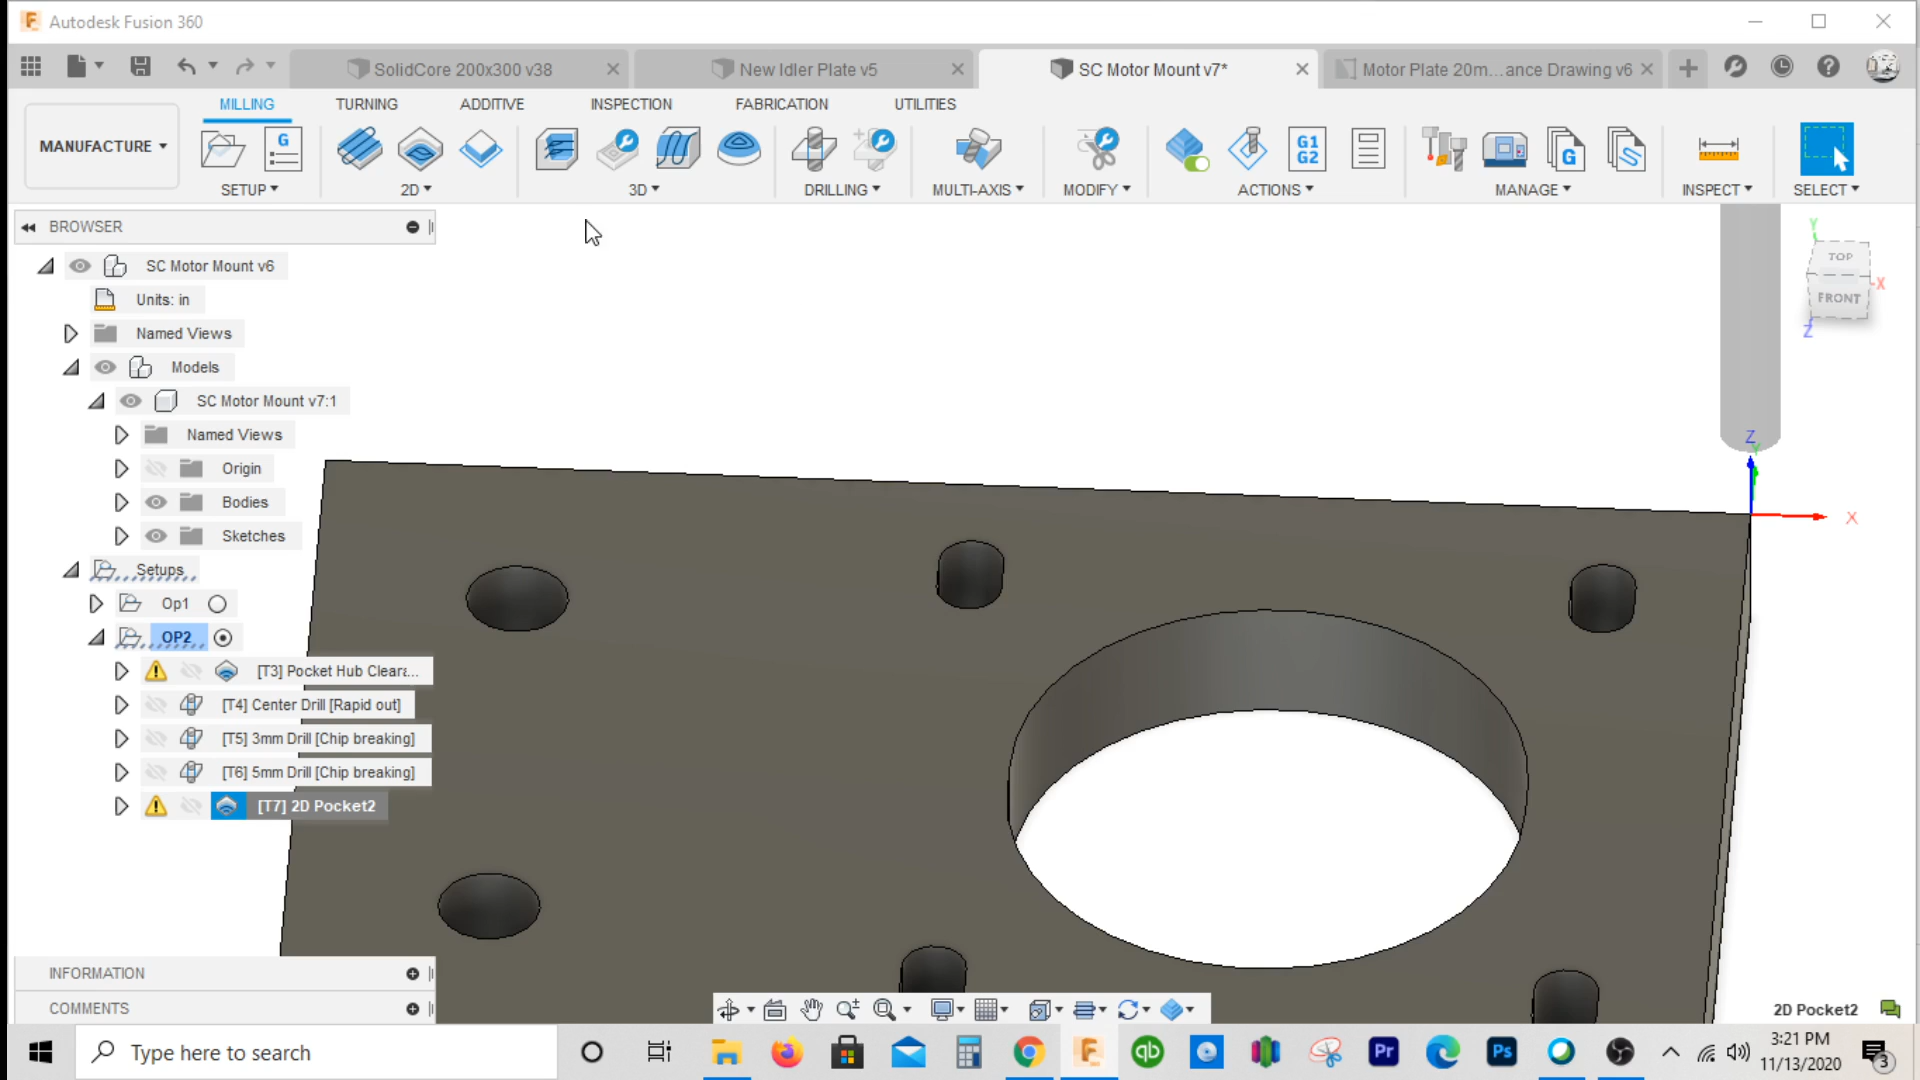 Autodesk Fusion 360
SolidCore 200x300 v38
New Idler Plate v5
SC Motor Mount v7*
Motor Plate 20m...ance Drawing v6
MILLING
TURNING
ADDITIVE
INSPECTION
FABRICATION
UTILITIES
MANUFACTURE
G
G1
G2
G
SETUP
2D
3D
DRILLING
MULTI-AXIS
MODIFY
ACTIONS
MANAGE
INSPECT
SELECT
BROWSER
SC Motor Mount v6
Units: in
Named Views
Models
SC Motor Mount v7:1
Named Views
Origin
Bodies
Sketches
Setups
Op1
OP2
[T3] Pocket Hub Cleara...
[T4] Center Drill [Rapid out]
[T5] 3mm Drill [Chip breaking]
[T6] 5mm Drill [Chip breaking]
[T7] 2D Pocket2
Y
TOP
X
FRONT
Z
Z
Y
X
INFORMATION
COMMENTS
2D Pocket2
Type here to search
qb
Pr
Ps
3:21 PM
11/13/2020
3